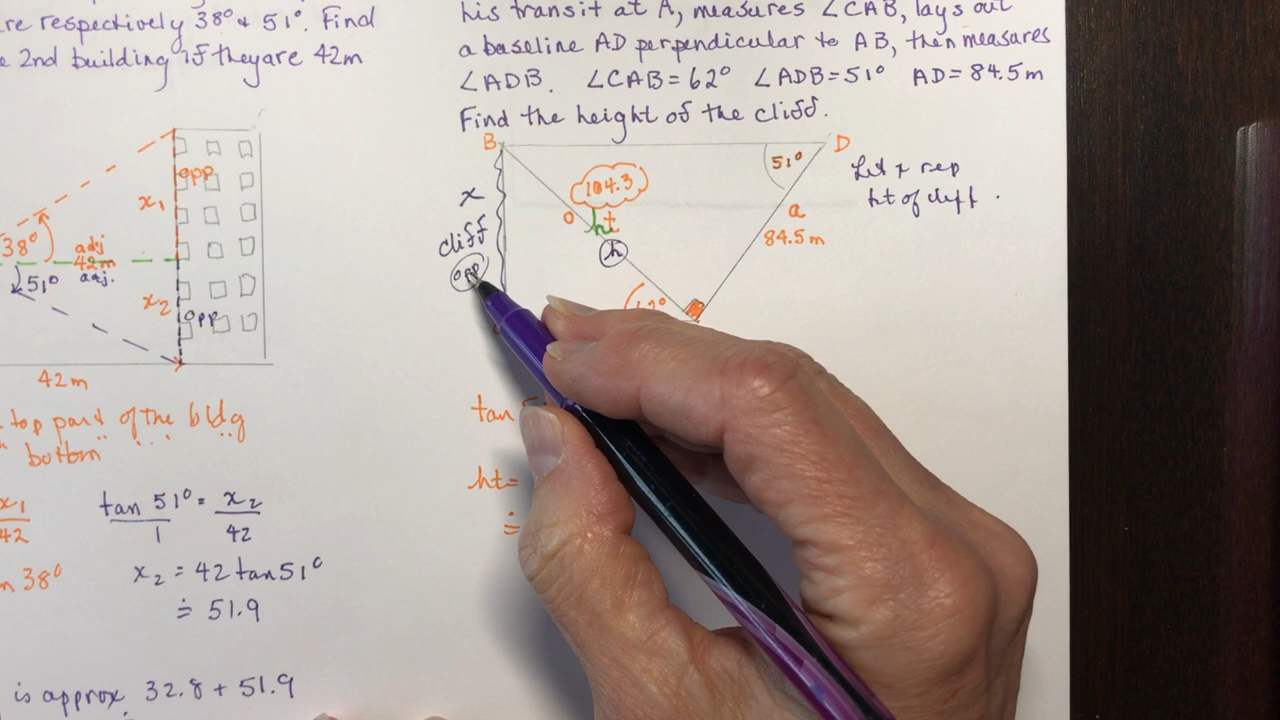 re respectively 38° & 51°. Find
e 2nd building if they are 42m
opp
x₁
38°
adj
42m
adj.
51°
x₂
opp
42m
top part of the bldg
" bottom " " "
x₁
42
n 38°
tan 51° = x₂
1 42
x₂ = 42 tan 51°
≐ 51.9
is approx. 32.8 + 51.9
his transit at A, measures ∠CAB, lays out
a baseline AD perpendicular to AB, then measures
∠ADB. ∠CAB = 62° ∠ADB = 51° AD = 84.5m
Find the height of the cliff.
B
D
51°
Let x rep
ht of cliff.
x
104.3
o
ht
a
84.5m
cliff
h
opp
62°
tan
ht=
≐